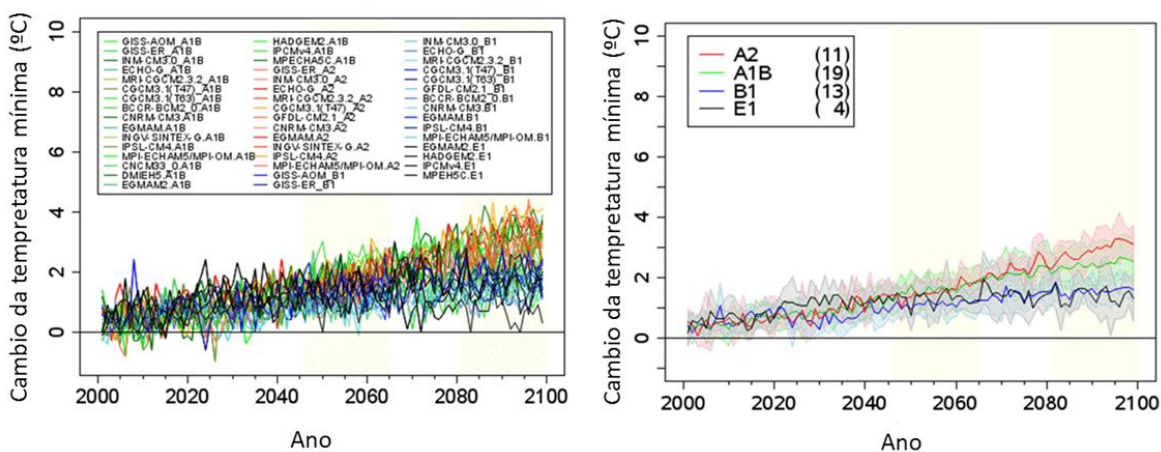 Cambio da tempretatura mínima (ºC)
10
8
6
4
2
0
GISS-AOM_A1B
GISS-ER_A1B
INM-CM3.0_A1B
ECHO-G_A1B
MRI-CGCM2.3.2_A1B
CGCM3.1(T47)_A1B
CGCM3.1(T63)_A1B
BCCR-BCM2_0.A1B
CNRM-CM3.A1B
EGMAM.A1B
INGV-SINTEX-G.A1B
IPSL-CM4.A1B
MPI-ECHAM5/MPI-OM.A1B
CNCM33_0.A1B
DMIEH5.A1B
EGMAM2.A1B
HADGEM2.A1B
IPCMv4.A1B
MPECHA5C.A1B
GISS-ER_A2
INM-CM3.0_A2
ECHO-G_A2
MRI-CGCM2.3.2_A2
CGCM3.1(T47)_A2
GFDL-CM2.1_A2
CNRM-CM3.A2
EGMAM.A2
INGV-SINTEX-G.A2
IPSL-CM4.A2
MPI-ECHAM5/MPI-OM.A2
GISS-AOM_B1
GISS-ER_B1
INM-CM3.0_B1
ECHO-G_B1
MRI-CGCM2.3.2_B1
CGCM3.1(T47)_B1
CGCM3.1(T63)_B1
GFDL-CM2.1_B1
BCCR-BCM2_0.B1
CNRM-CM3.B1
EGMAM.B1
IPSL-CM4.B1
MPI-ECHAM5/MPI-OM.B1
EGMAM2.E1
HADGEM2.E1
IPCMv4.E1
MPEH5C.E1
2000 2020 2040 2060 2080 2100
Ano
Cambio da tempretatura mínima (ºC)
10
8
6
4
2
0
A2 (11)
A1B (19)
B1 (13)
E1 ( 4)
2000 2020 2040 2060 2080 2100
Ano